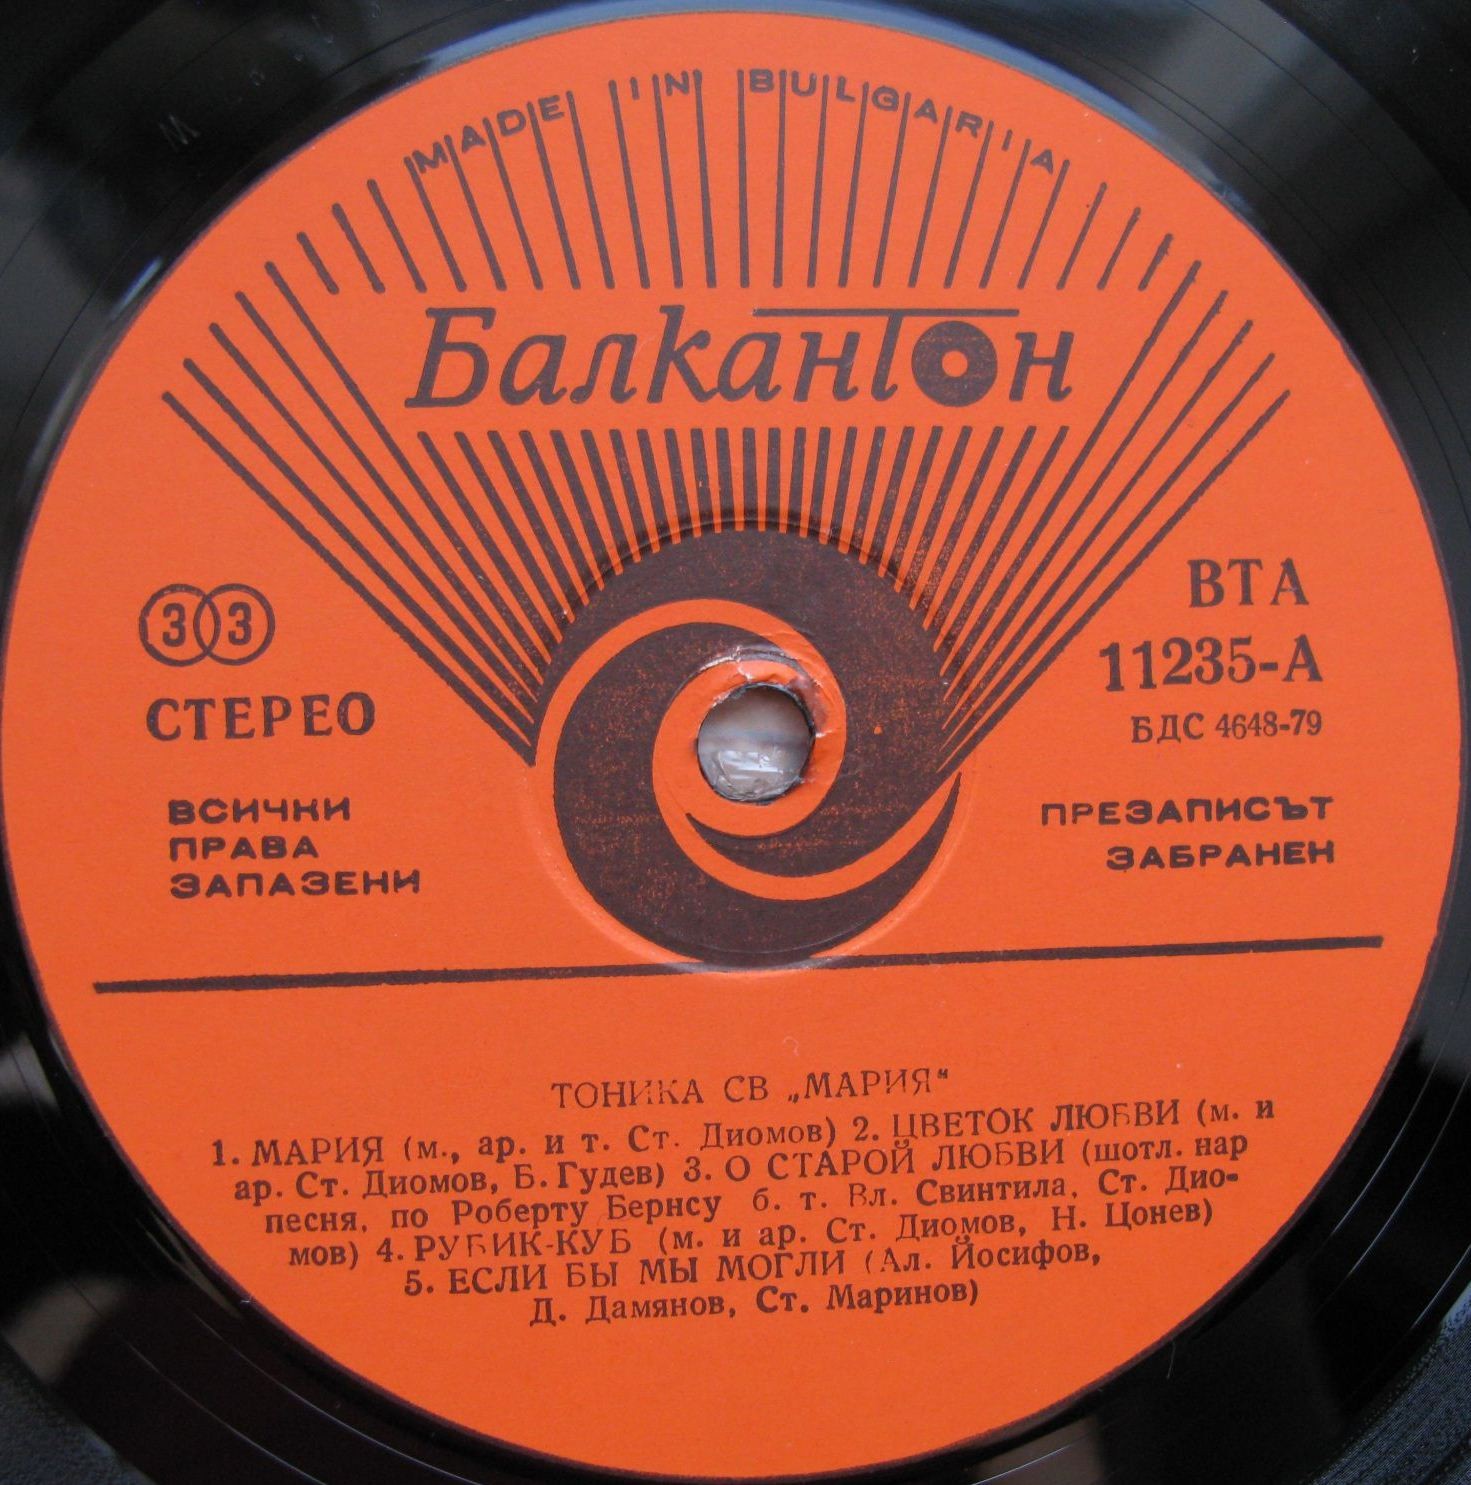 MADE IN BULGARIA
Балкантон
33
СТЕРЕО
ВСИЧКИ
ПРАВА
ЗАПАЗЕНИ
ВТА
11235-А
БДС 4648-79
ПРЕЗАПИСЪТ
ЗАБРАНЕН
ТОНИКА СВ „МАРИЯ“
1. МАРИЯ (м., ар. и т. Ст. Диомов) 2. ЦВЕТОК ЛЮБВИ (м. и
ар. Ст. Диомов, Б. Гудев) 3. О СТАРОЙ ЛЮБВИ (шотл. нар
песня, по Роберту Бернсу б. т. Вл. Свинтила, Ст. Дио-
мов) 4. РУБИК-КУБ (м. и ар. Ст. Диомов, Н. Цонев)
5. ЕСЛИ БЫ МЫ МОГЛИ (Ал. Йосифов,
Д. Дамянов, Ст. Маринов)